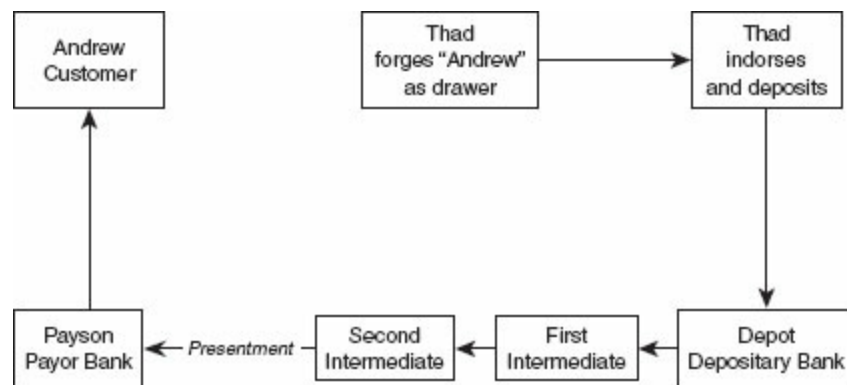 Andrew
Customer
Thad
forges “Andrew”
as drawer
Thad
indorses
and deposits
Payson
Payor Bank
Presentment
Second
Intermediate
First
Intermediate
Depot
Depositary Bank